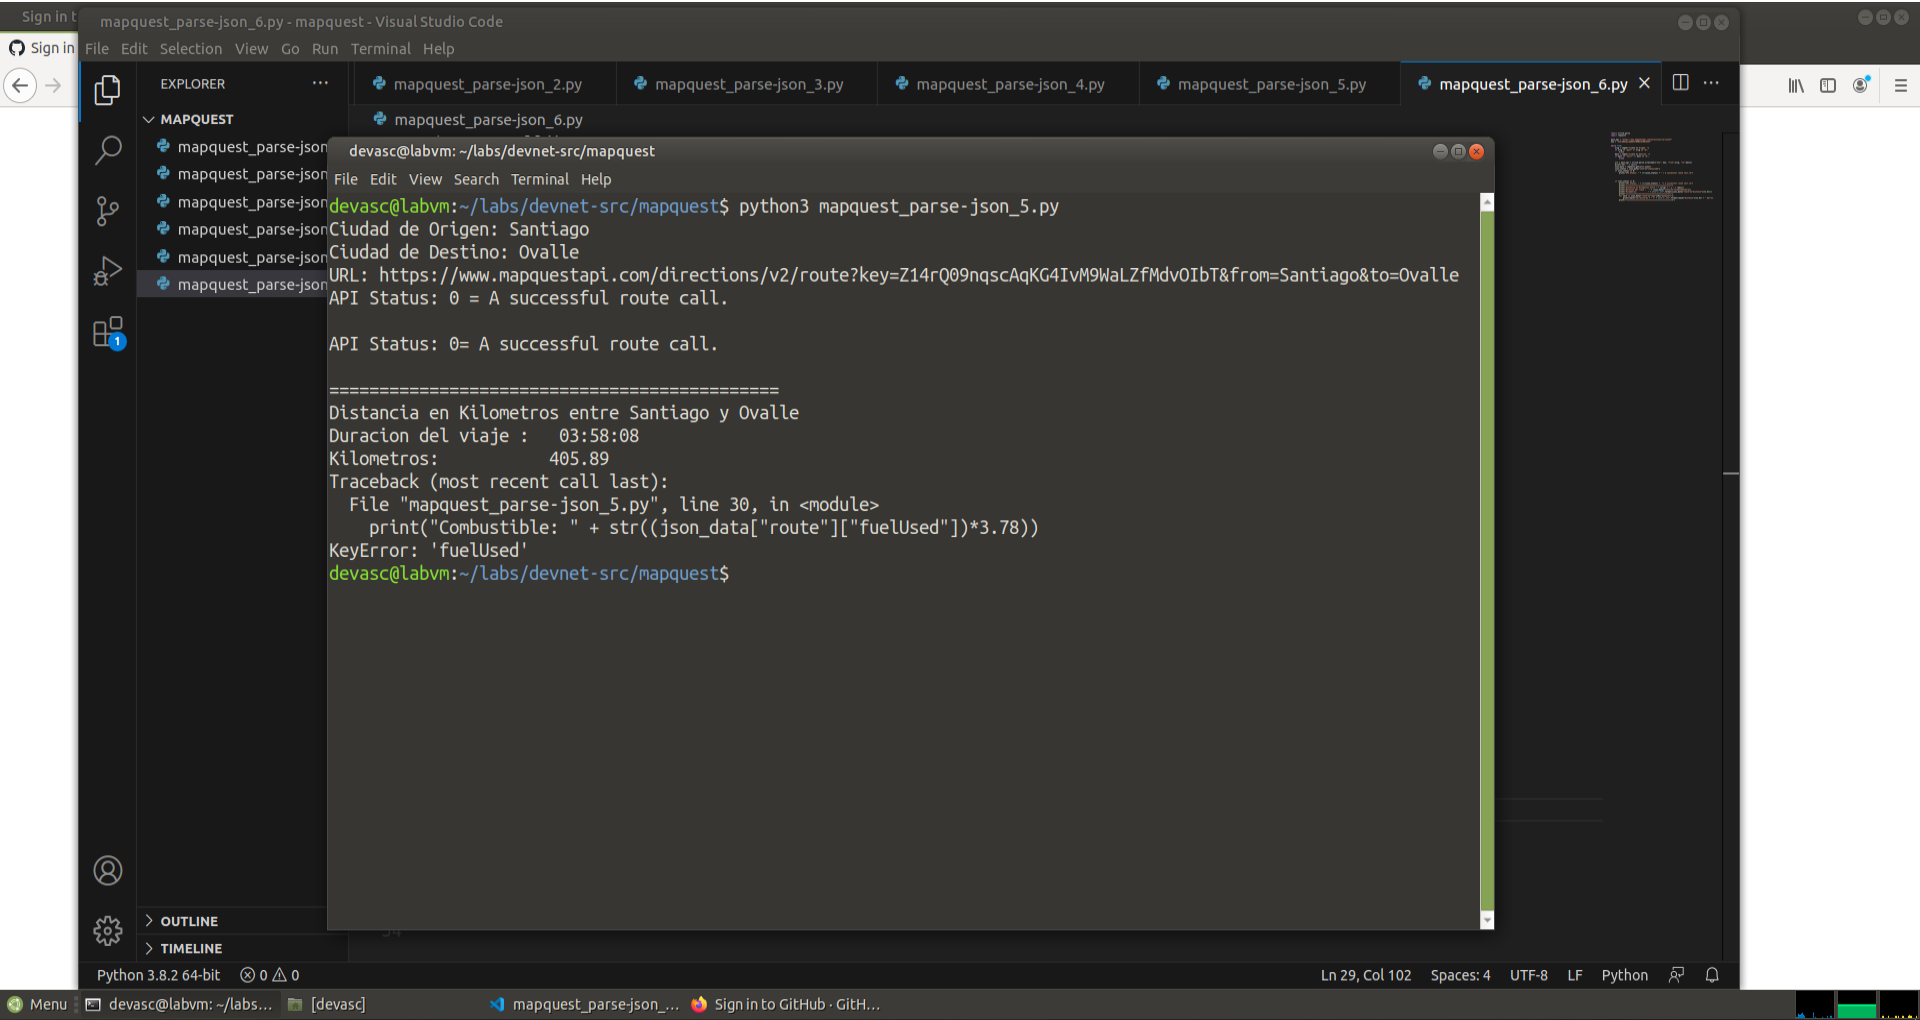 Sign in t
mapquest_parse-json_6.py - mapquest - Visual Studio Code
Sign in
File Edit Selection View Go Run Terminal Help
EXPLORER
mapquest_parse-json_2.py
mapquest_parse-json_3.py
mapquest_parse-json_4.py
mapquest_parse-json_5.py
mapquest_parse-json_6.py
MAPQUEST
mapquest_parse-json_6.py
mapquest_parse-json
mapquest_parse-json
mapquest_parse-json
mapquest_parse-json
mapquest_parse-json
mapquest_parse-json
1
devasc@labvm: ~/labs/devnet-src/mapquest
File Edit View Search Terminal Help
devasc@labvm:~/labs/devnet-src/mapquest$ python3 mapquest_parse-json_5.py
Ciudad de Origen: Santiago
Ciudad de Destino: Ovalle
URL: https://www.mapquestapi.com/directions/v2/route?key=Z14rQ09nqscAqKG4IvM9WaLZfMdvOIbT&from=Santiago&to=Ovalle
API Status: 0 = A successful route call.
API Status: 0= A successful route call.
=============================================
Distancia en Kilometros entre Santiago y Ovalle
Duracion del viaje :   03:58:08
Kilometros:           405.89
Traceback (most recent call last):
  File "mapquest_parse-json_5.py", line 30, in <module>
    print("Combustible: " + str((json_data["route"]["fuelUsed"])*3.78))
KeyError: 'fuelUsed'
devasc@labvm:~/labs/devnet-src/mapquest$
OUTLINE
TIMELINE
Python 3.8.2 64-bit 0 0
Ln 29, Col 102 Spaces: 4 UTF-8 LF Python
Menu
devasc@labvm: ~/labs...
[devasc]
mapquest_parse-json_...
Sign in to GitHub · GitH...